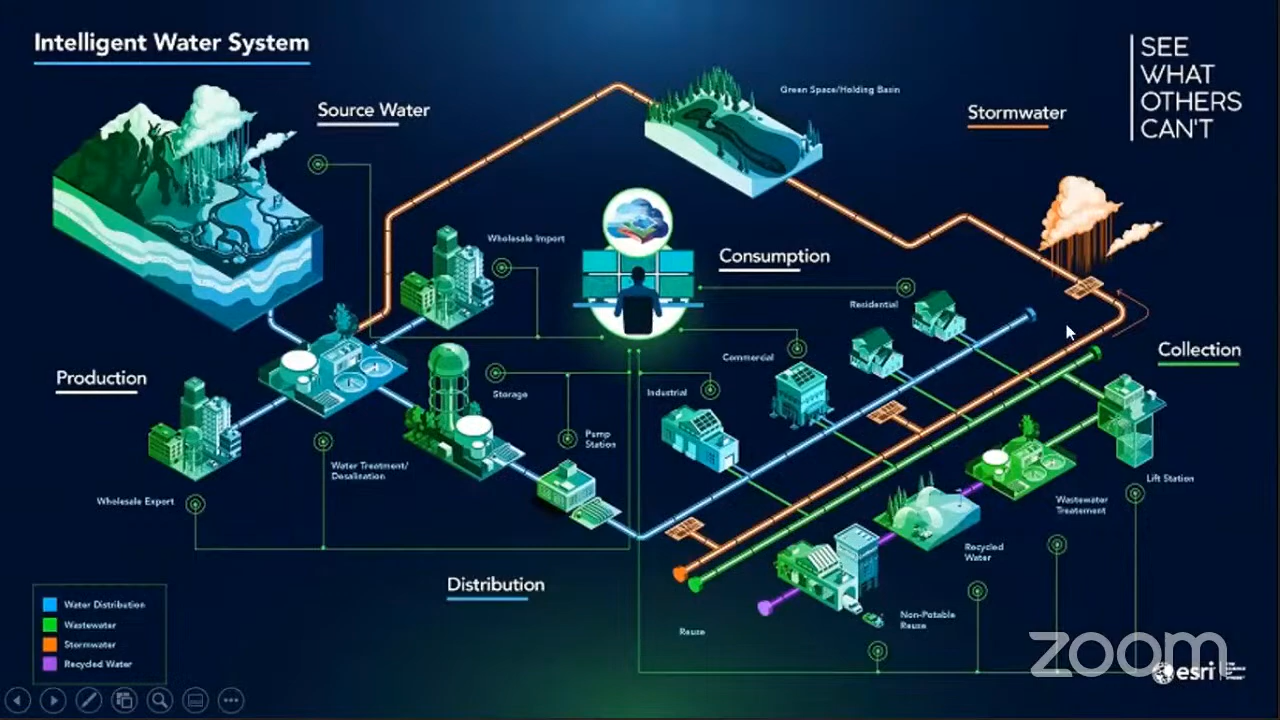 Intelligent Water System
SEE
WHAT
OTHERS
CAN'T
Source Water
Green Space/Holding Basin
Stormwater
Wholesale Import
Consumption
Residential
Commercial
Collection
Production
Industrial
Storage
Pump
Station
Water Treatment/
Desalination
Wholesale Export
Lift Station
Wastewater
Treatement
Recycled
Water
Distribution
Non-Potable
Reuse
Reuse
Water Distribution
Wastewater
Stormwater
Recycled Water
zoom
esri